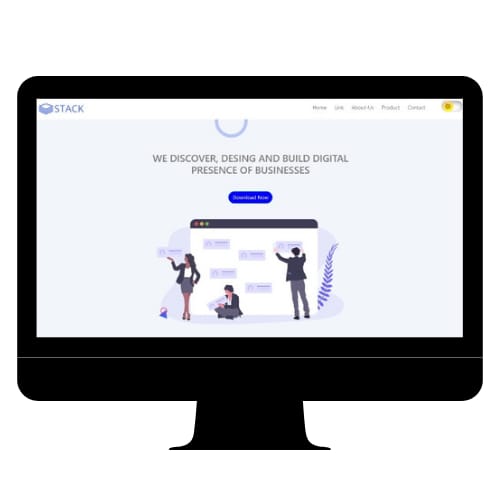 STACK
Home Link About-Us Product Contact
WE DISCOVER, DESING AND BUILD DIGITAL
PRESENCE OF BUSINESSES
Download Now